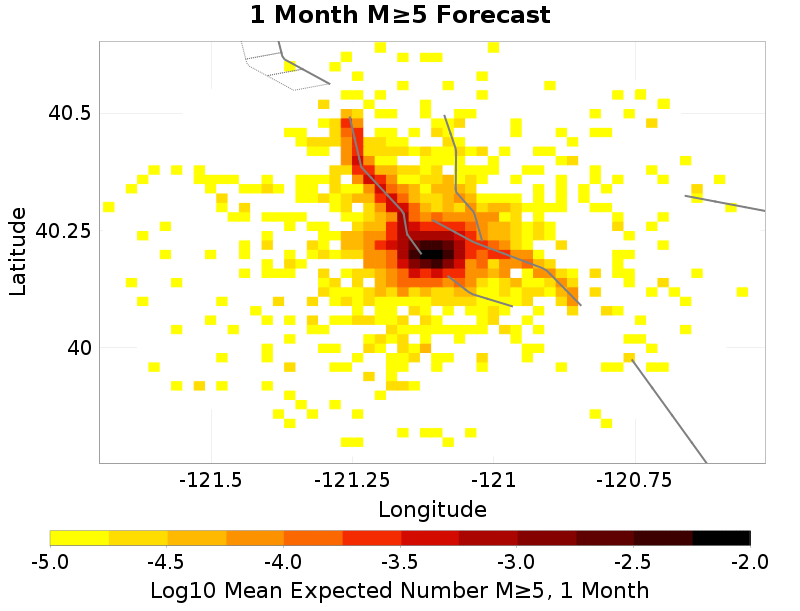 1 Month M≥5 Forecast
40.5
40.25
40
Latitude
-121.5 -121.25 -121 -120.75
Longitude
-5.0 -4.5 -4.0 -3.5 -3.0 -2.5 -2.0
Log10 Mean Expected Number M≥5, 1 Month